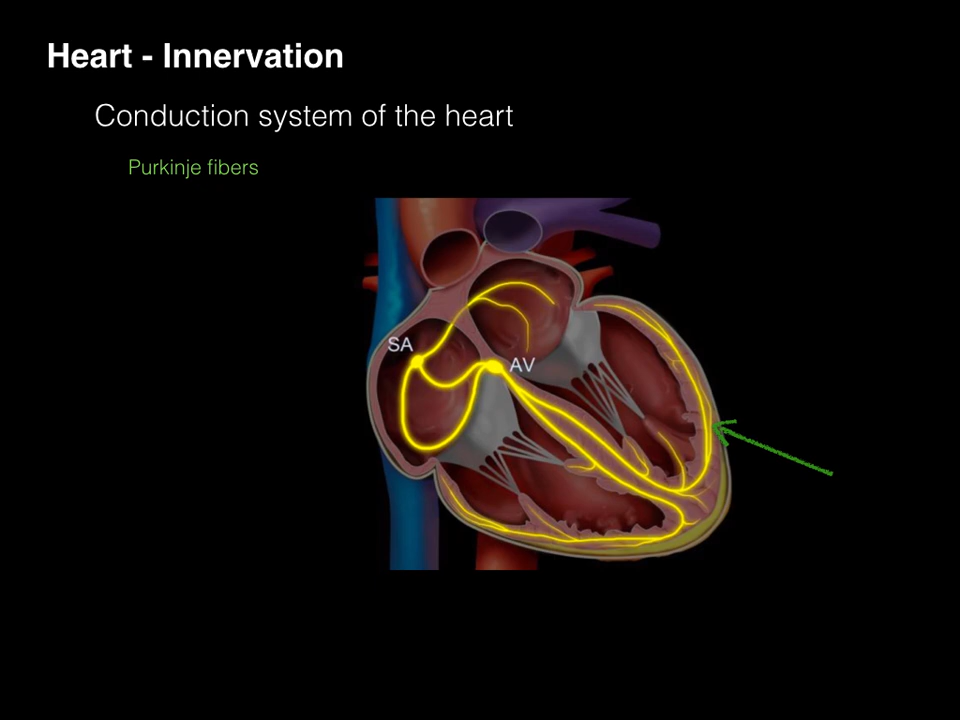 Heart - Innervation
Conduction system of the heart
Purkinje fibers
SA
AV